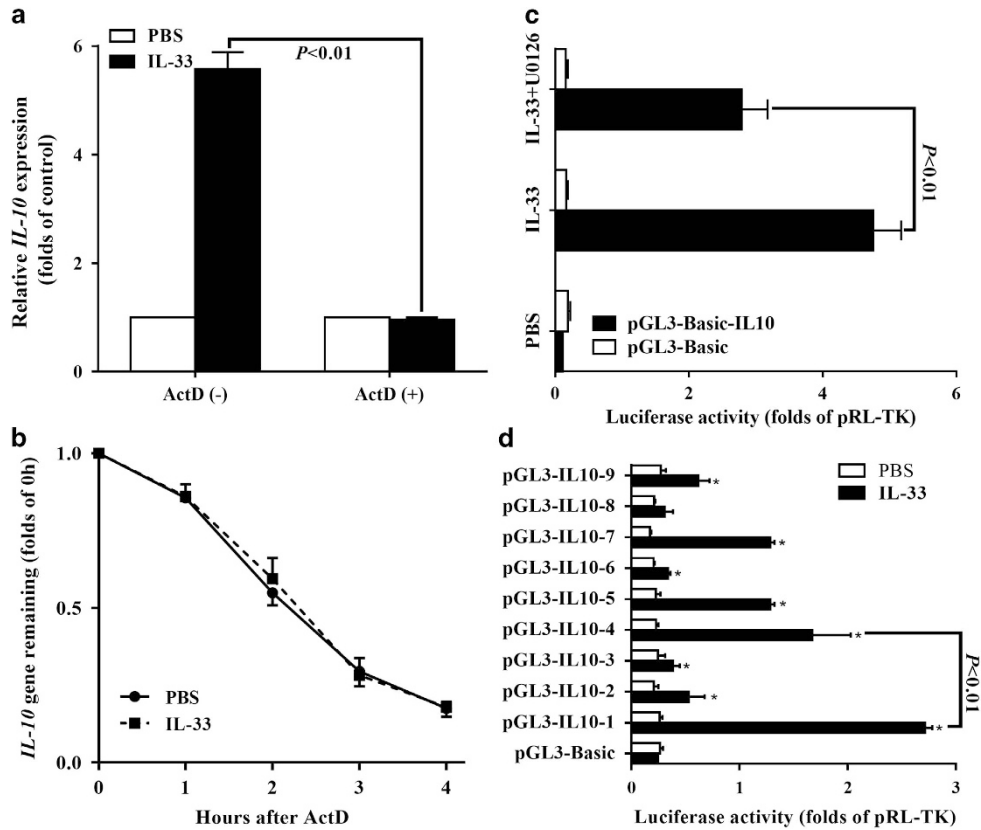 a
PBS
IL-33
P<0.01
Relative IL-10 expression
(folds of control)
6
4
2
0
ActD (-)
ActD (+)
b
IL-10 gene remaining (folds of 0h)
1.0
0.5
0.0
PBS
IL-33
0
1
2
3
4
Hours after ActD
c
IL-33+U0126
IL-33
PBS
P<0.01
pGL3-Basic-IL10
pGL3-Basic
0
2
4
6
Luciferase activity (folds of pRL-TK)
d
pGL3-IL10-9
pGL3-IL10-8
pGL3-IL10-7
pGL3-IL10-6
pGL3-IL10-5
pGL3-IL10-4
pGL3-IL10-3
pGL3-IL10-2
pGL3-IL10-1
pGL3-Basic
PBS
IL-33
*
*
*
*
*
*
*
*
P<0.01
0
1
2
3
Luciferase activity (folds of pRL-TK)